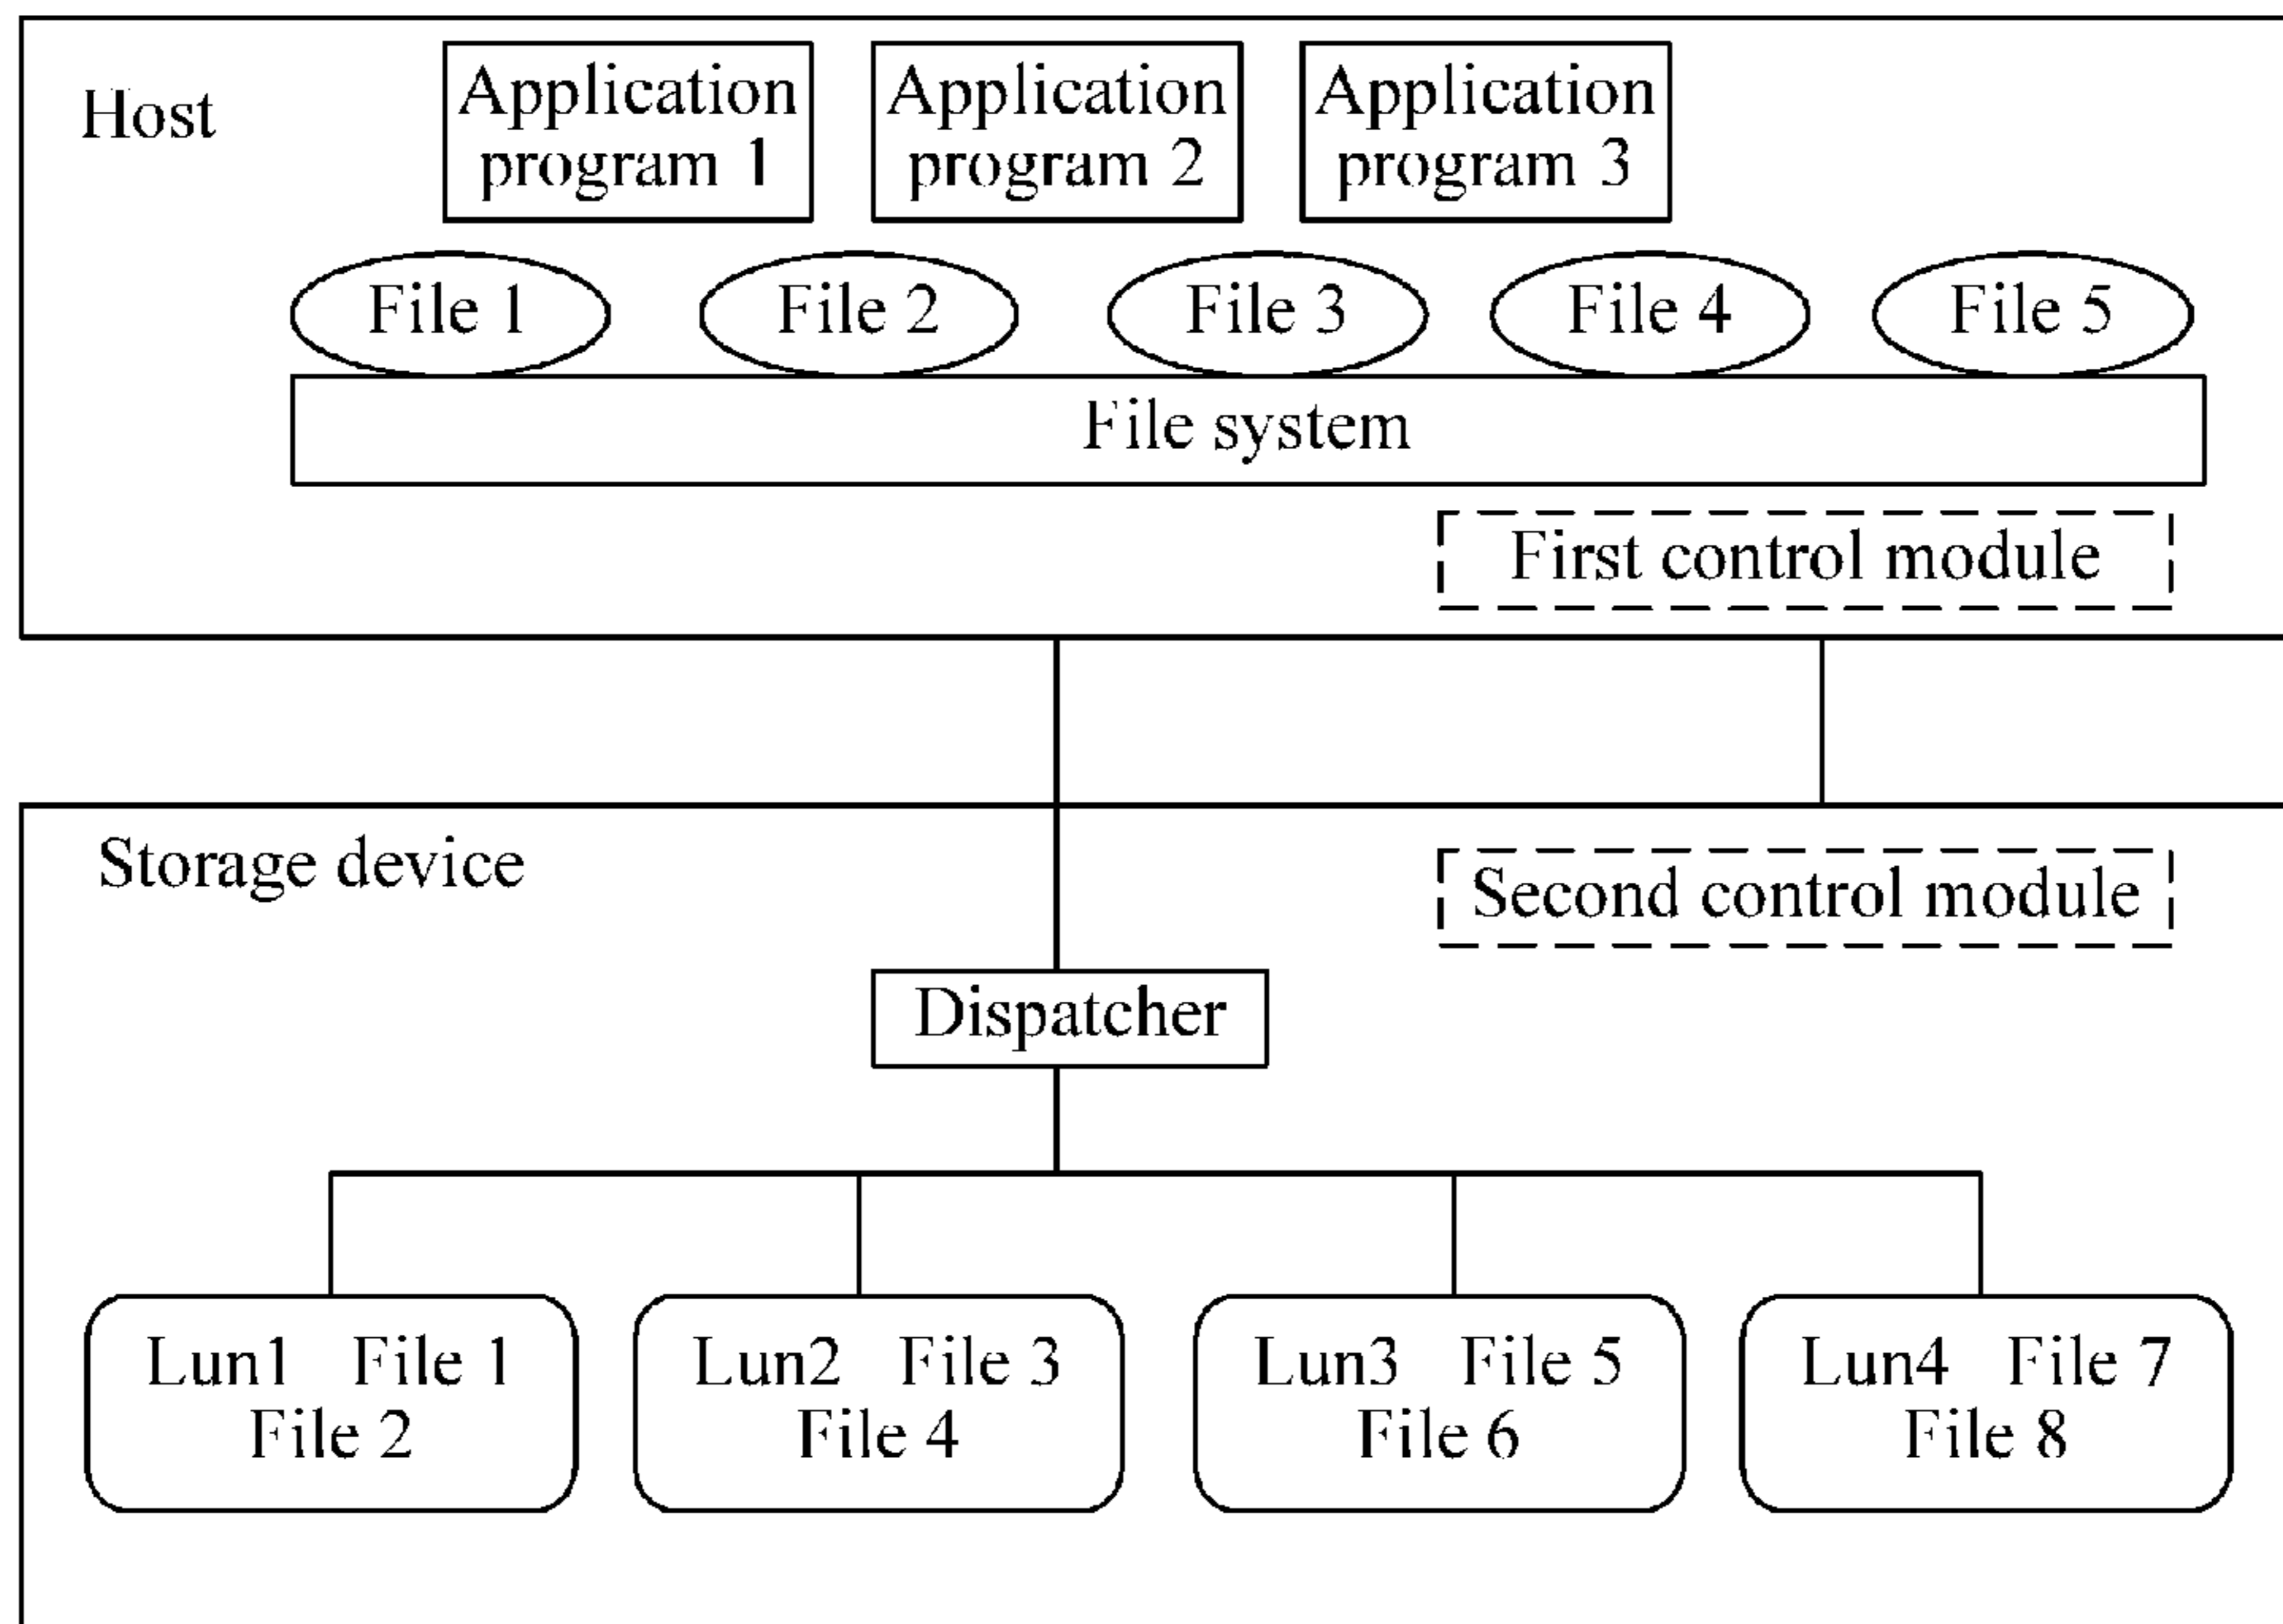 Host
Application
program 1
Application
program 2
Application
program 3
File 1
File 2
File 3
File 4
File 5
File system
First control module
Storage device
Second control module
Dispatcher
Lun1 File 1
File 2
Lun2 File 3
File 4
Lun3 File 5
File 6
Lun4 File 7
File 8